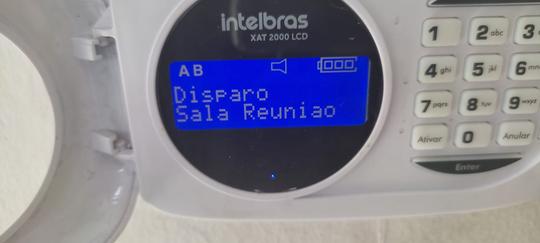 intelbras
XAT 2000 LCD
A B
Disparo
Sala Reuniao
1 2 abc 3
4 ghi 5 jkl 6 mno
7 pqrs 8 tuv 9 wxyz
Ativar 0 Anular
Enter